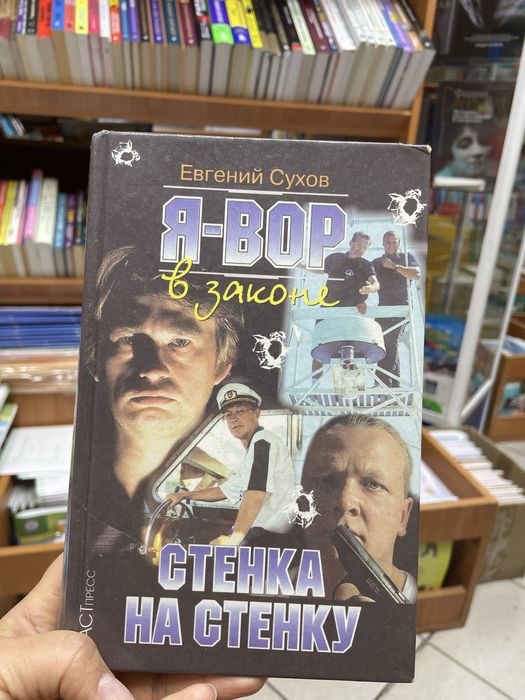 Евгений Сухов
Я-ВОР
в законе
СТЕНКА
НА СТЕНКУ
АСТ ПРЕСС